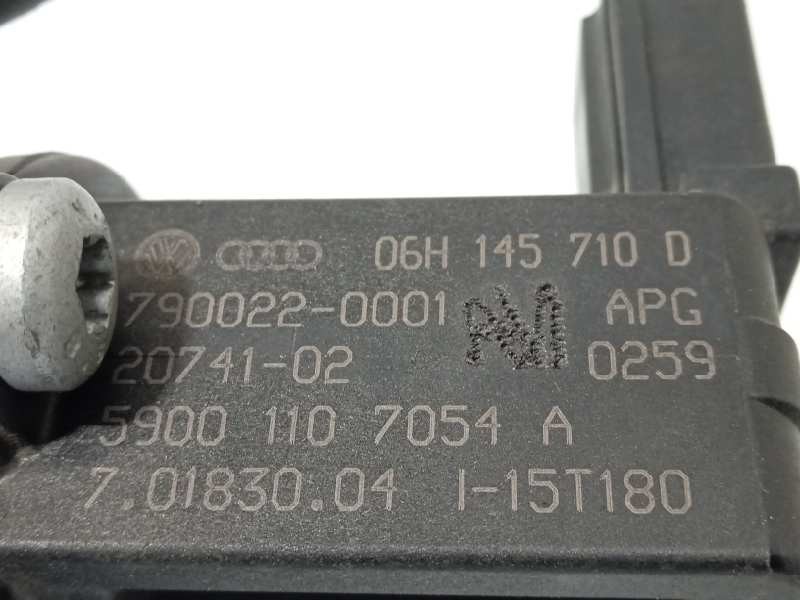 06H 145 710 D
790022-0001 APG
20741-02 0259
5900 110 7054 A
7.01830.04 I-15T180